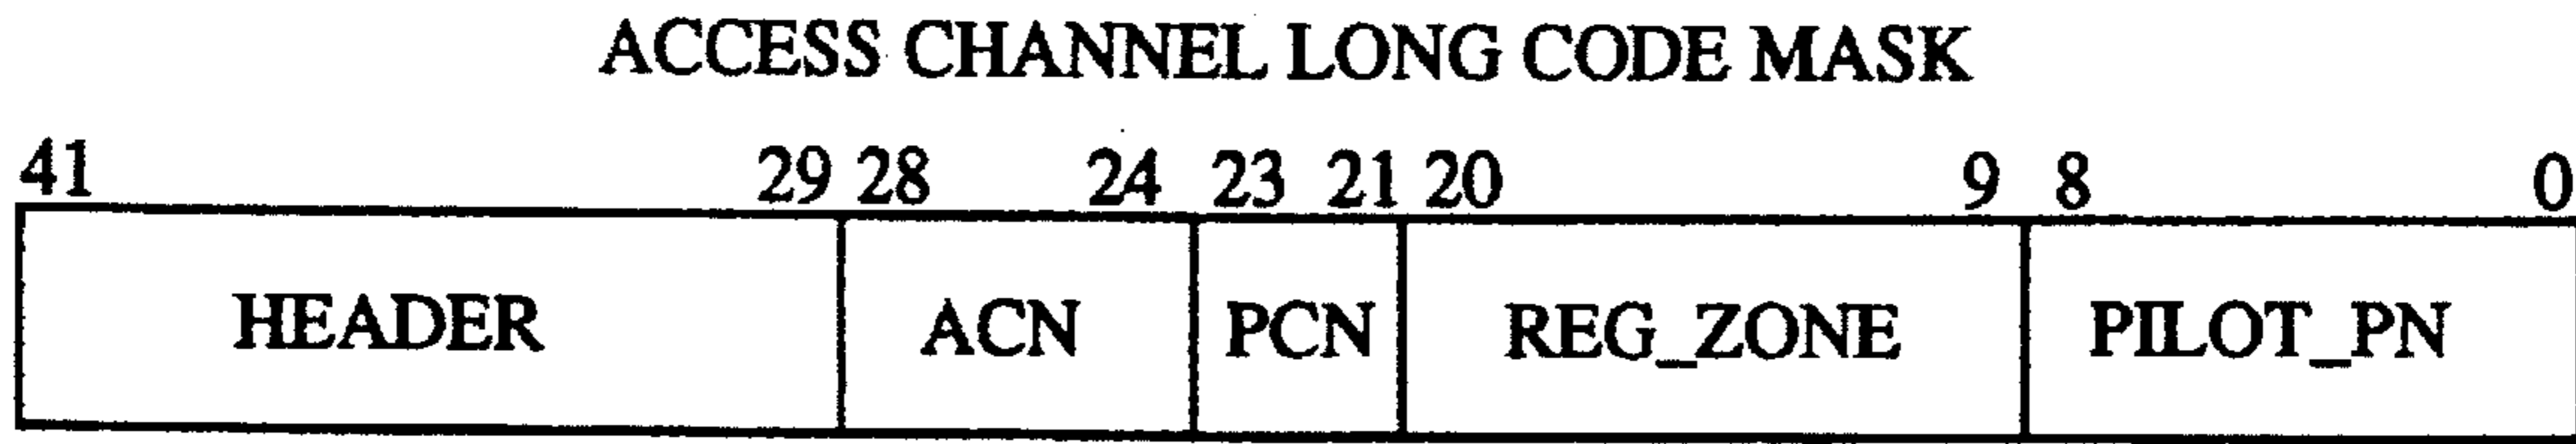 ACCESS CHANNEL LONG CODE MASK
41 29 28 24 23 21 20 9 8 0
HEADER ACN PCN REG_ZONE PILOT_PN